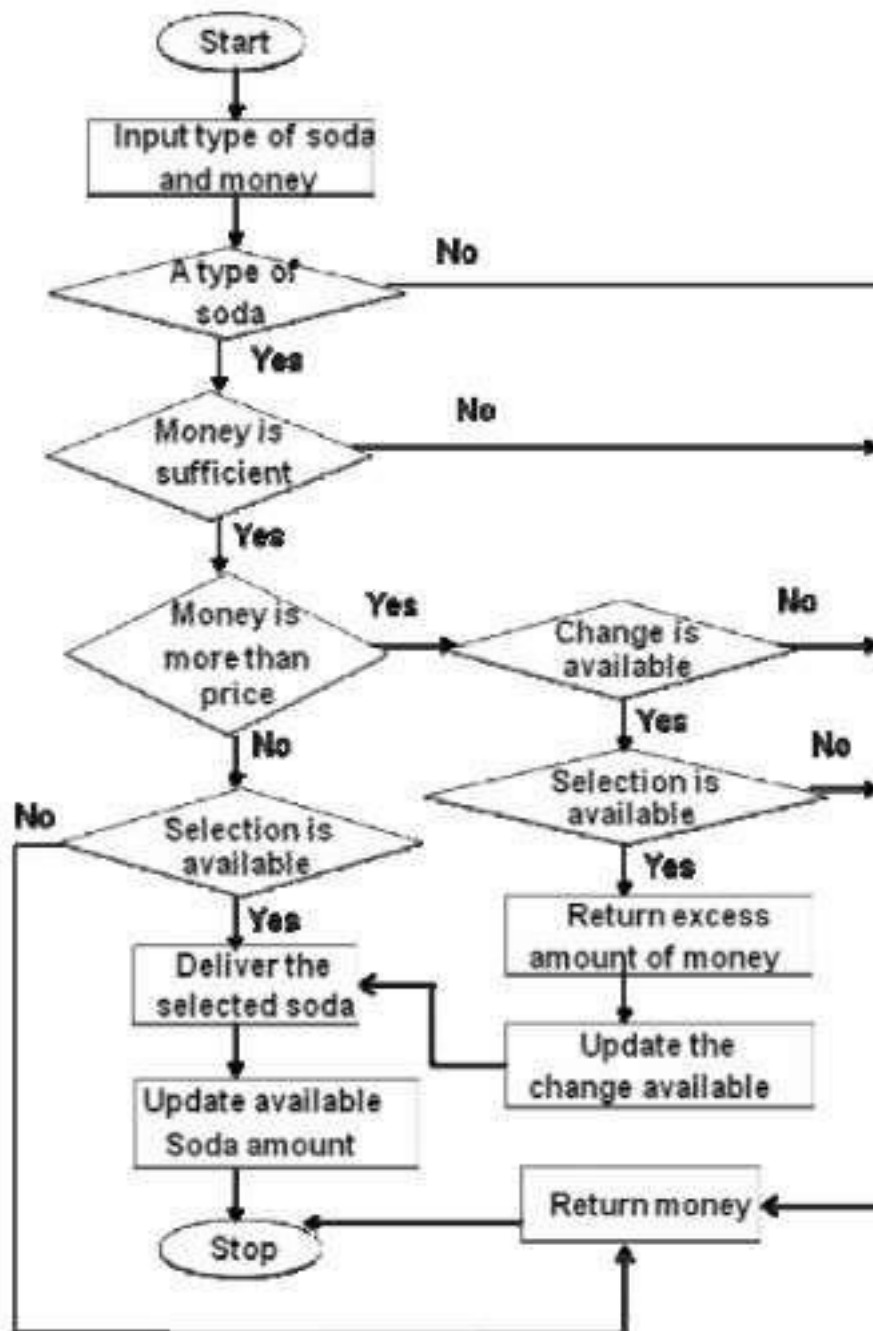 Start
Input type of soda
and money
A type of
soda
No
Yes
Money is
sufficient
No
Yes
Money is
more than
price
Yes
Change is
available
No
No
Yes
Selection is
available
No
No
Selection is
available
Yes
Yes
Return excess
amount of money
Deliver the
selected soda
Update the
change available
Update available
Soda amount
Return money
Stop